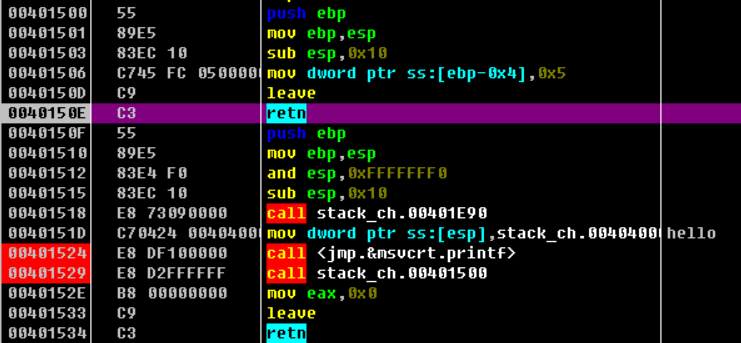 00401500 55 push ebp
00401501 89E5 mov ebp,esp
00401503 83EC 10 sub esp,0x10
00401506 C745 FC 0500000 mov dword ptr ss:[ebp-0x4],0x5
0040150D C9 leave
0040150E C3 retn
0040150F 55 push ebp
00401510 89E5 mov ebp,esp
00401512 83E4 F0 and esp,0xFFFFFFF0
00401515 83EC 10 sub esp,0x10
00401518 E8 73090000 call stack_ch.00401E90
0040151D C70424 00404000 mov dword ptr ss:[esp],stack_ch.00404000 hello
00401524 E8 DF100000 call <jmp.&msvcrt.printf>
00401529 E8 D2FFFFFF call stack_ch.00401500
0040152E B8 00000000 mov eax,0x0
00401533 C9 leave
00401534 C3 retn